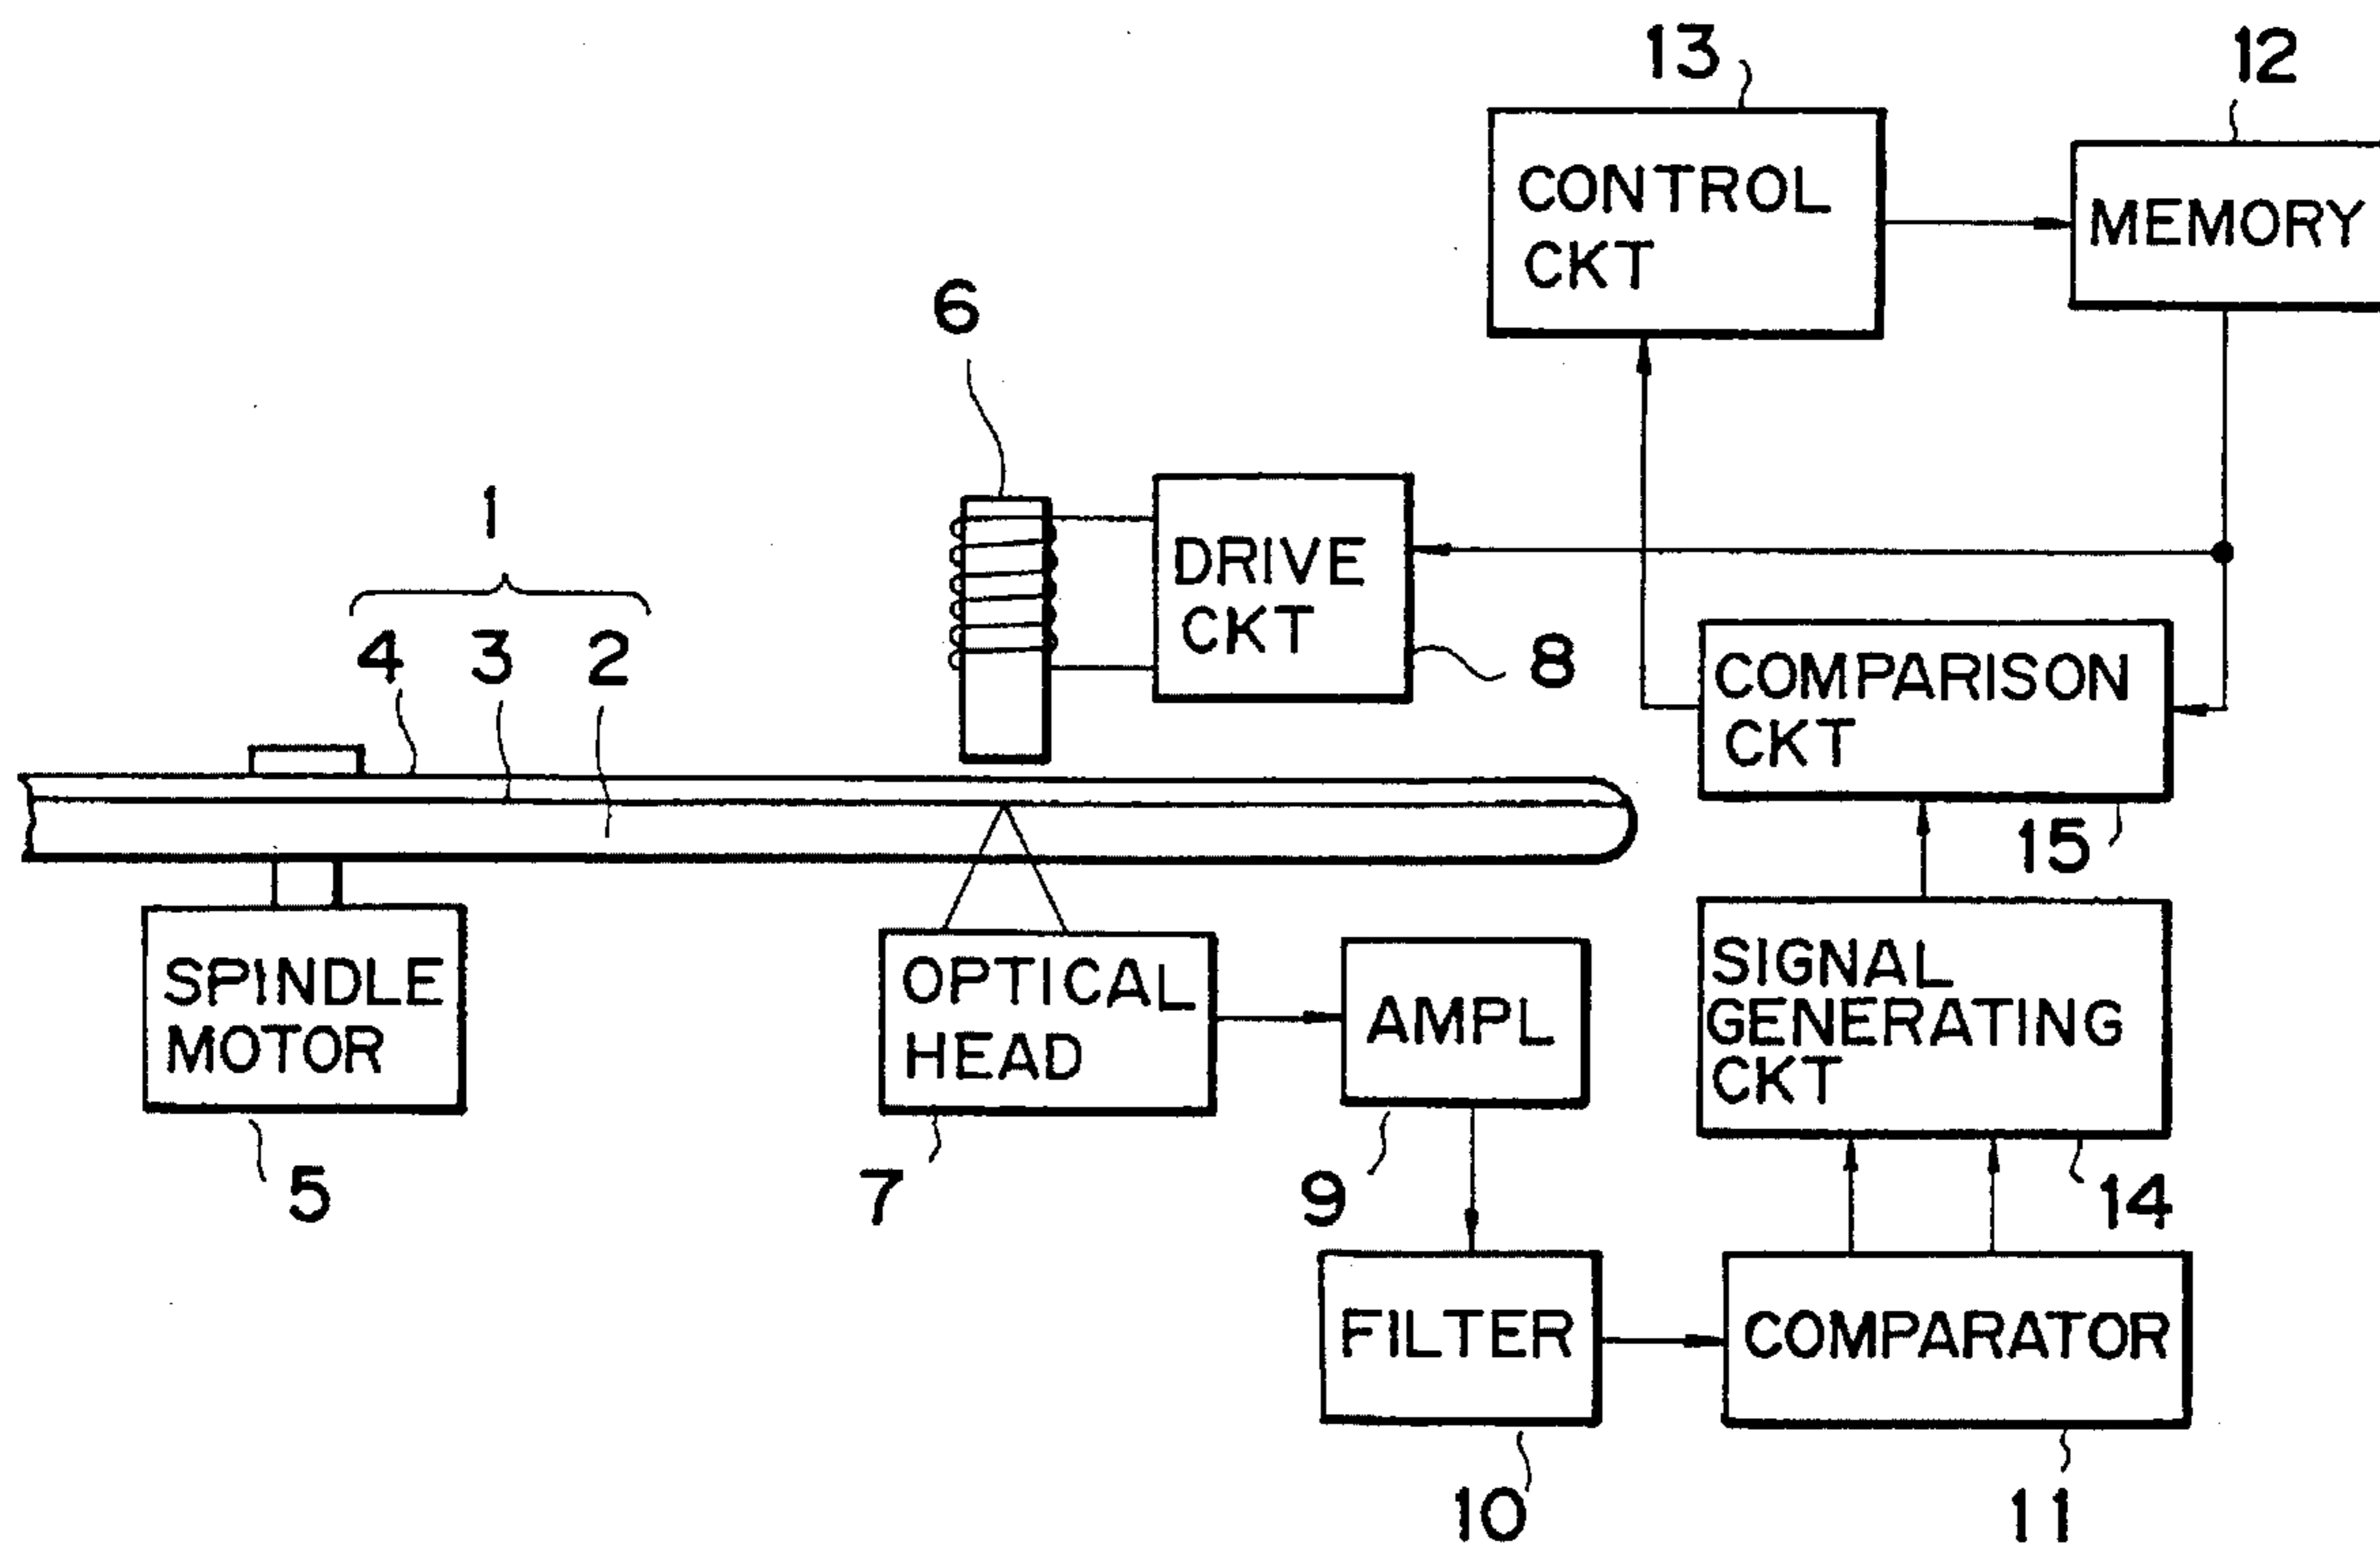 13
12
CONTROL
CKT
MEMORY
6
1
DRIVE
CKT
8
4 3 2
COMPARISON
CKT
15
SPINDLE
MOTOR
5
OPTICAL
HEAD
7
AMPL
9
SIGNAL
GENERATING
CKT
14
FILTER
10
COMPARATOR
11